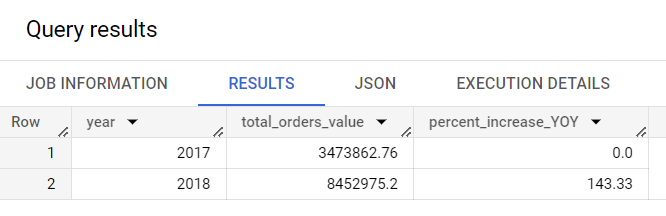 Query results
JOB INFORMATION RESULTS JSON EXECUTION DETAILS
Row year total_orders_value percent_increase_YOY
1 2017 3473862.76 0.0
2 2018 8452975.2 143.33